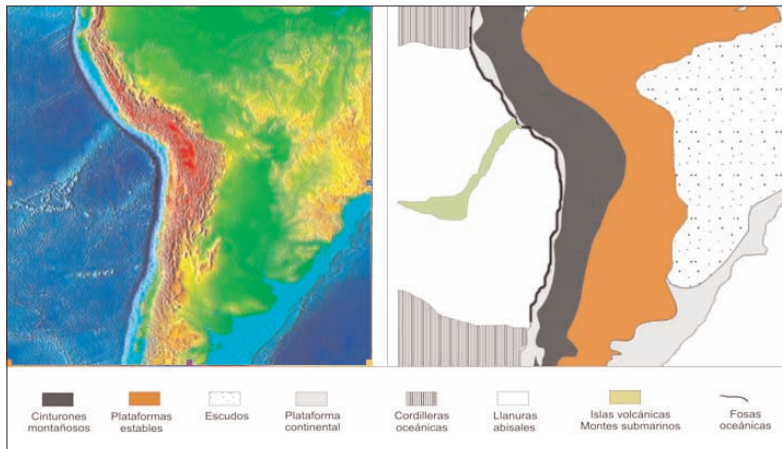 Cinturones
montañosos
Plataformas
estables
Escudos
Plataforma
continental
Cordilleras
oceánicas
Llanuras
abisales
Islas volcánicas
Montes submarinos
Fosas
oceánicas